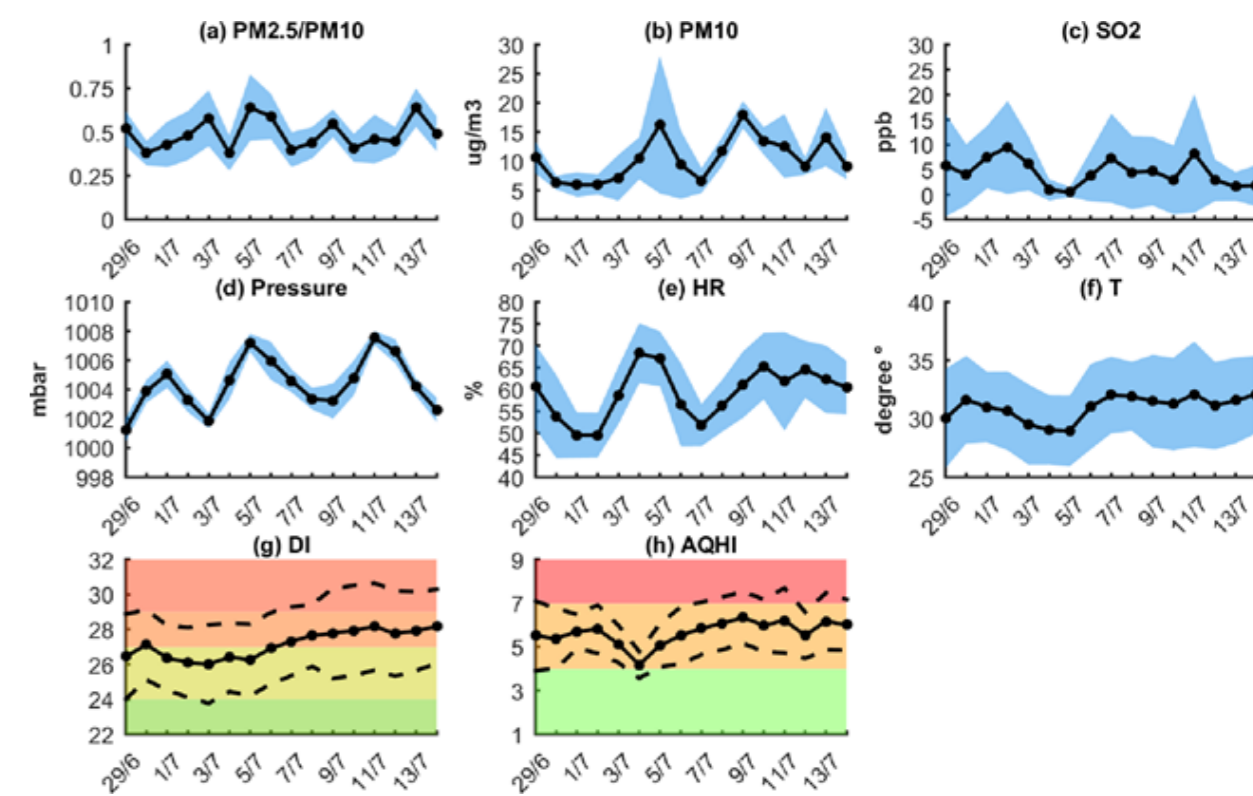 (a) PM2.5/PM10
1
0.75
0.5
0.25
0
29/6 1/7 3/7 5/7 7/7 9/7 11/7 13/7
(b) PM10
ug/m3
30
25
20
15
10
5
0
29/6 1/7 3/7 5/7 7/7 9/7 11/7 13/7
(c) SO2
ppb
30
25
20
15
10
5
0
-5
29/6 1/7 3/7 5/7 7/7 9/7 11/7 13/7
(d) Pressure
mbar
1010
1008
1006
1004
1002
1000
998
29/6 1/7 3/7 5/7 7/7 9/7 11/7 13/7
(e) HR
%
80
75
70
65
60
55
50
45
40
29/6 1/7 3/7 5/7 7/7 9/7 11/7 13/7
(f) T
degree °
40
35
30
25
29/6 1/7 3/7 5/7 7/7 9/7 11/7 13/7
(g) DI
32
30
28
26
24
22
29/6 1/7 3/7 5/7 7/7 9/7 11/7 13/7
(h) AQHI
9
7
5
3
1
29/6 1/7 3/7 5/7 7/7 9/7 11/7 13/7